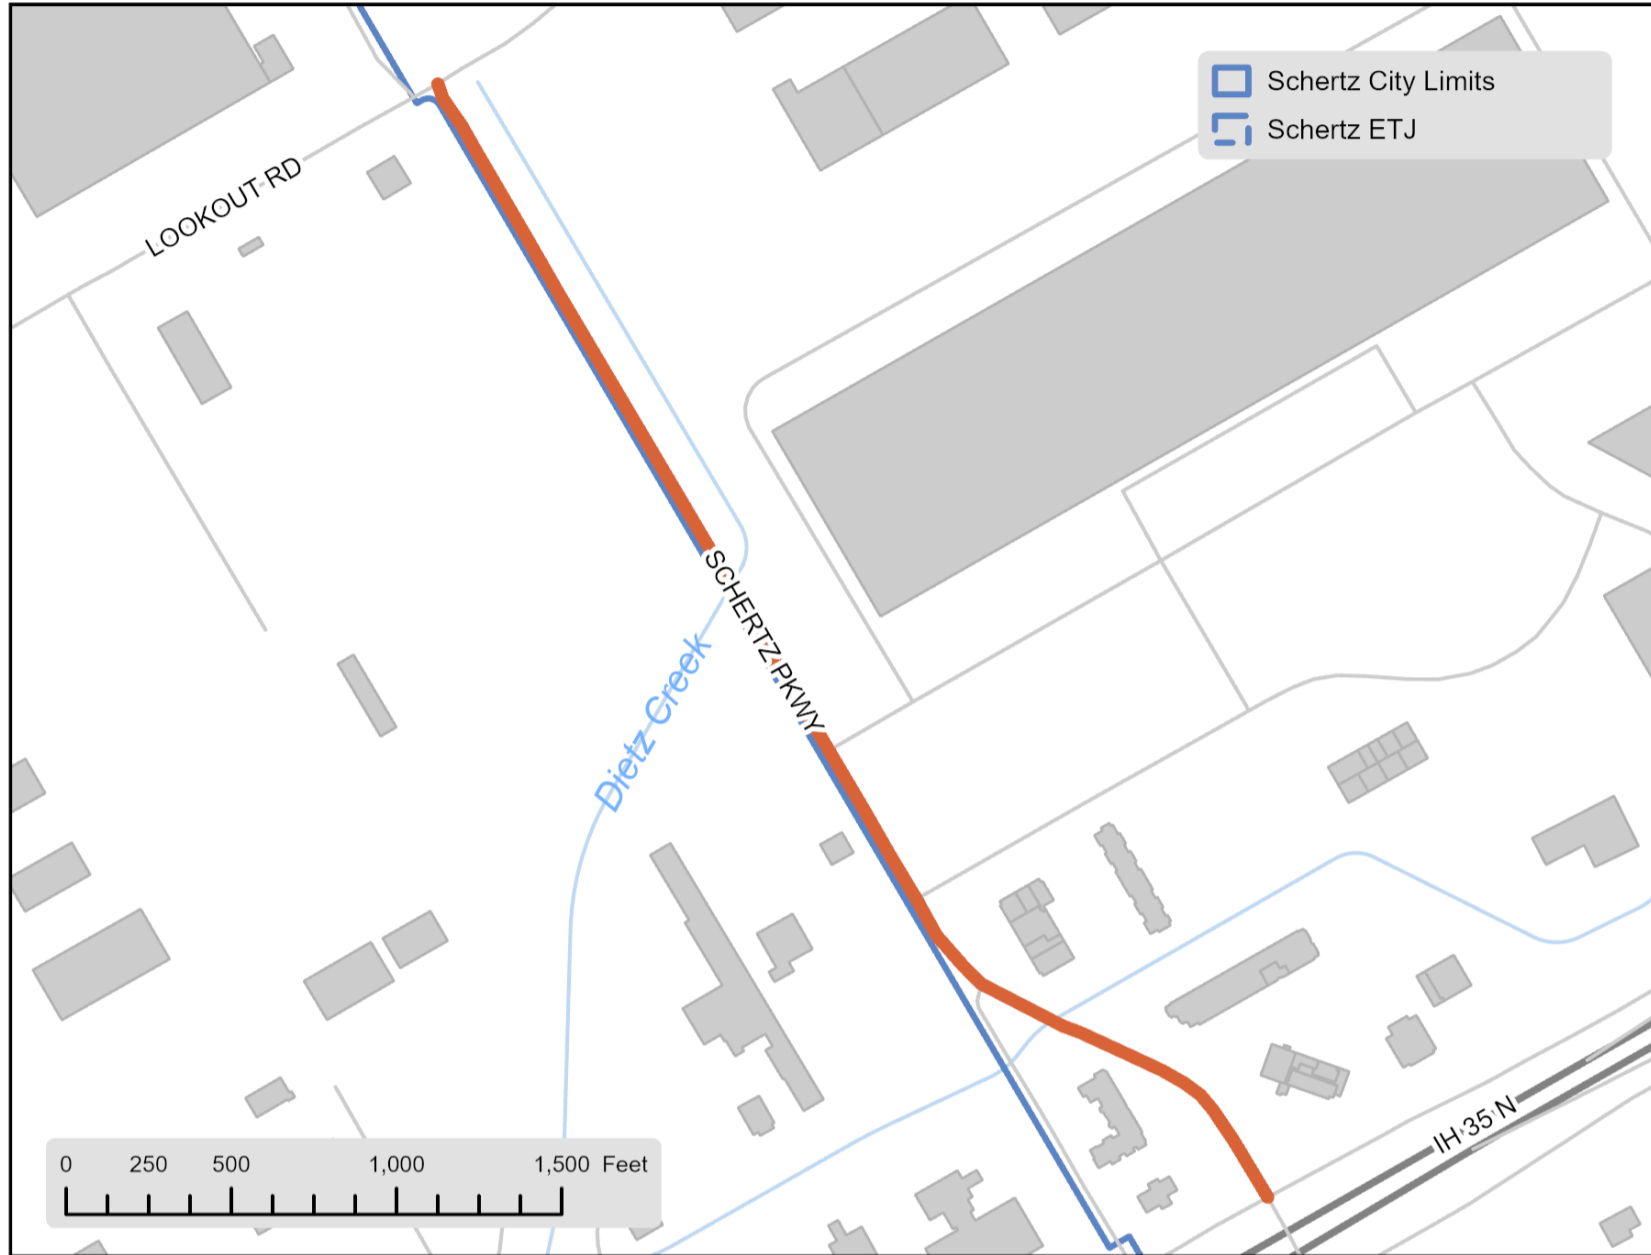 Schertz City Limits
Schertz ETJ
LOOKOUT RD
SCHERTZ PKWY
Dietz Creek
IH 35 N
0 250 500 1,000 1,500 Feet